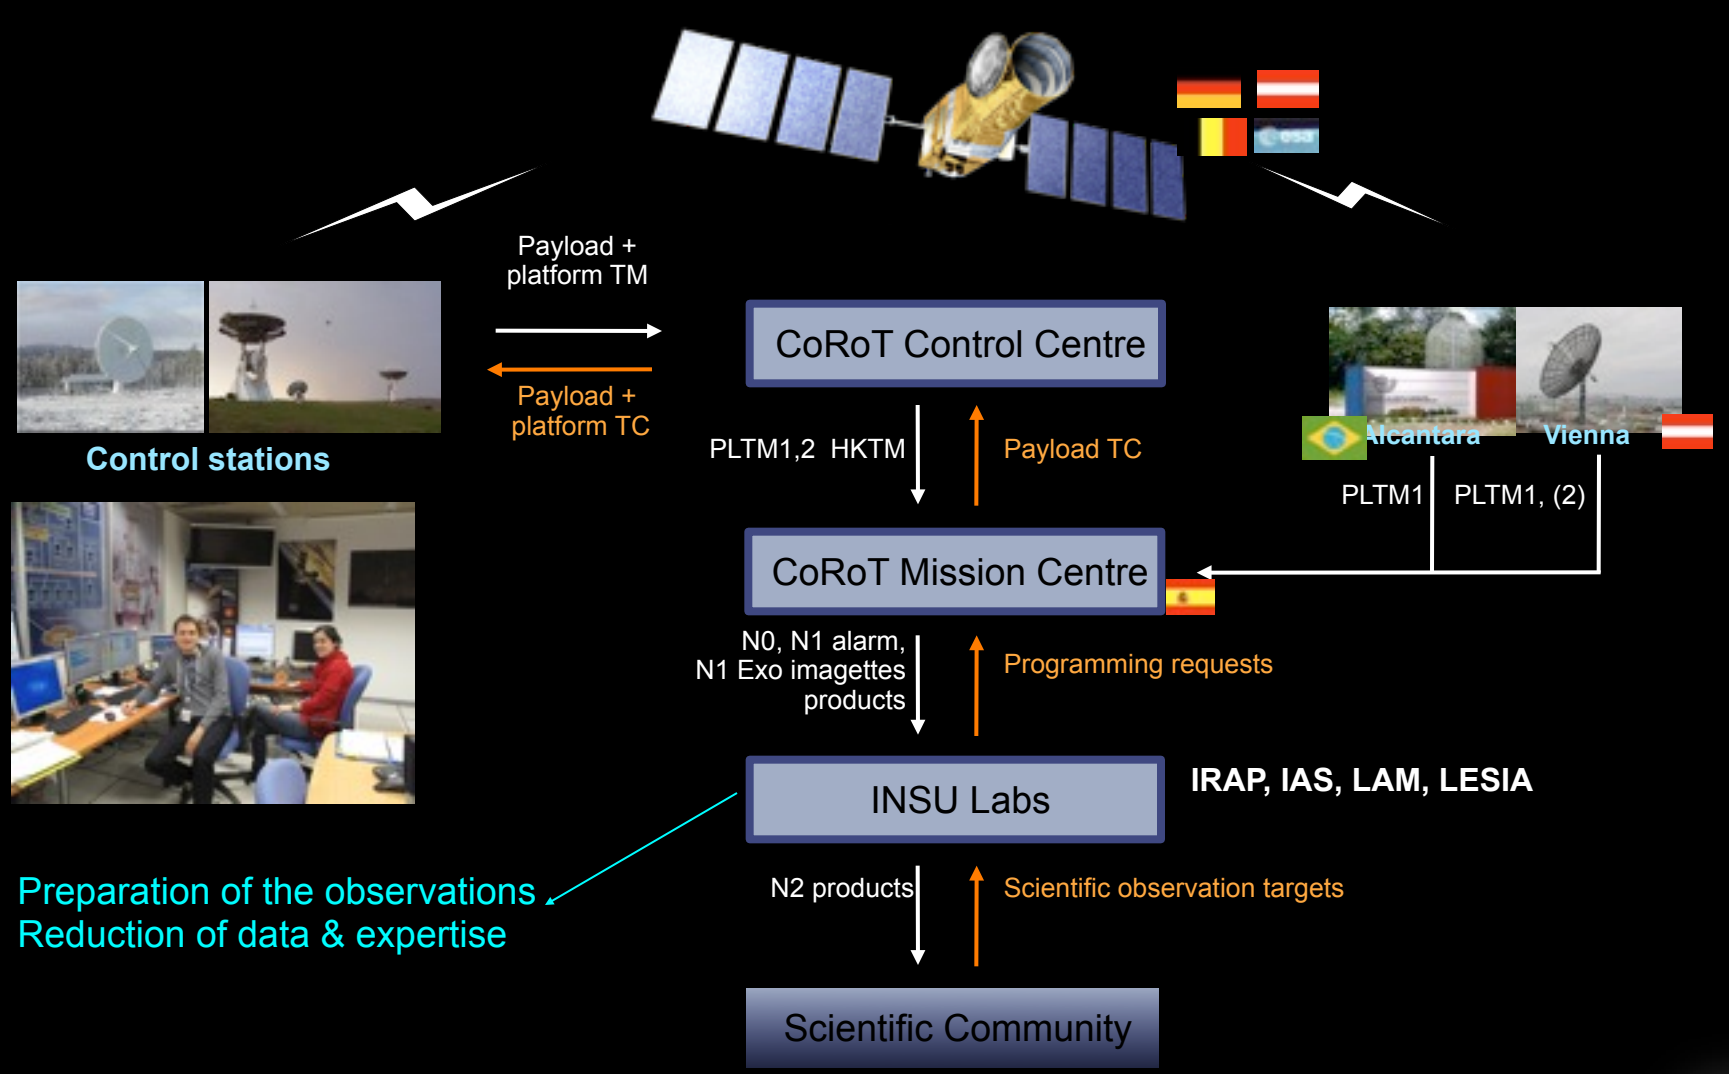 esa
Payload +
platform TM
CoRoT Control Centre
Payload +
platform TC
Control stations
PLTM1,2 HKTM
Payload TC
Alcantara
Vienna
PLTM1
PLTM1, (2)
CoRoT Mission Centre
N0, N1 alarm,
N1 Exo imagettes
products
Programming requests
INSU Labs
IRAP, IAS, LAM, LESIA
Preparation of the observations
Reduction of data & expertise
N2 products
Scientific observation targets
Scientific Community